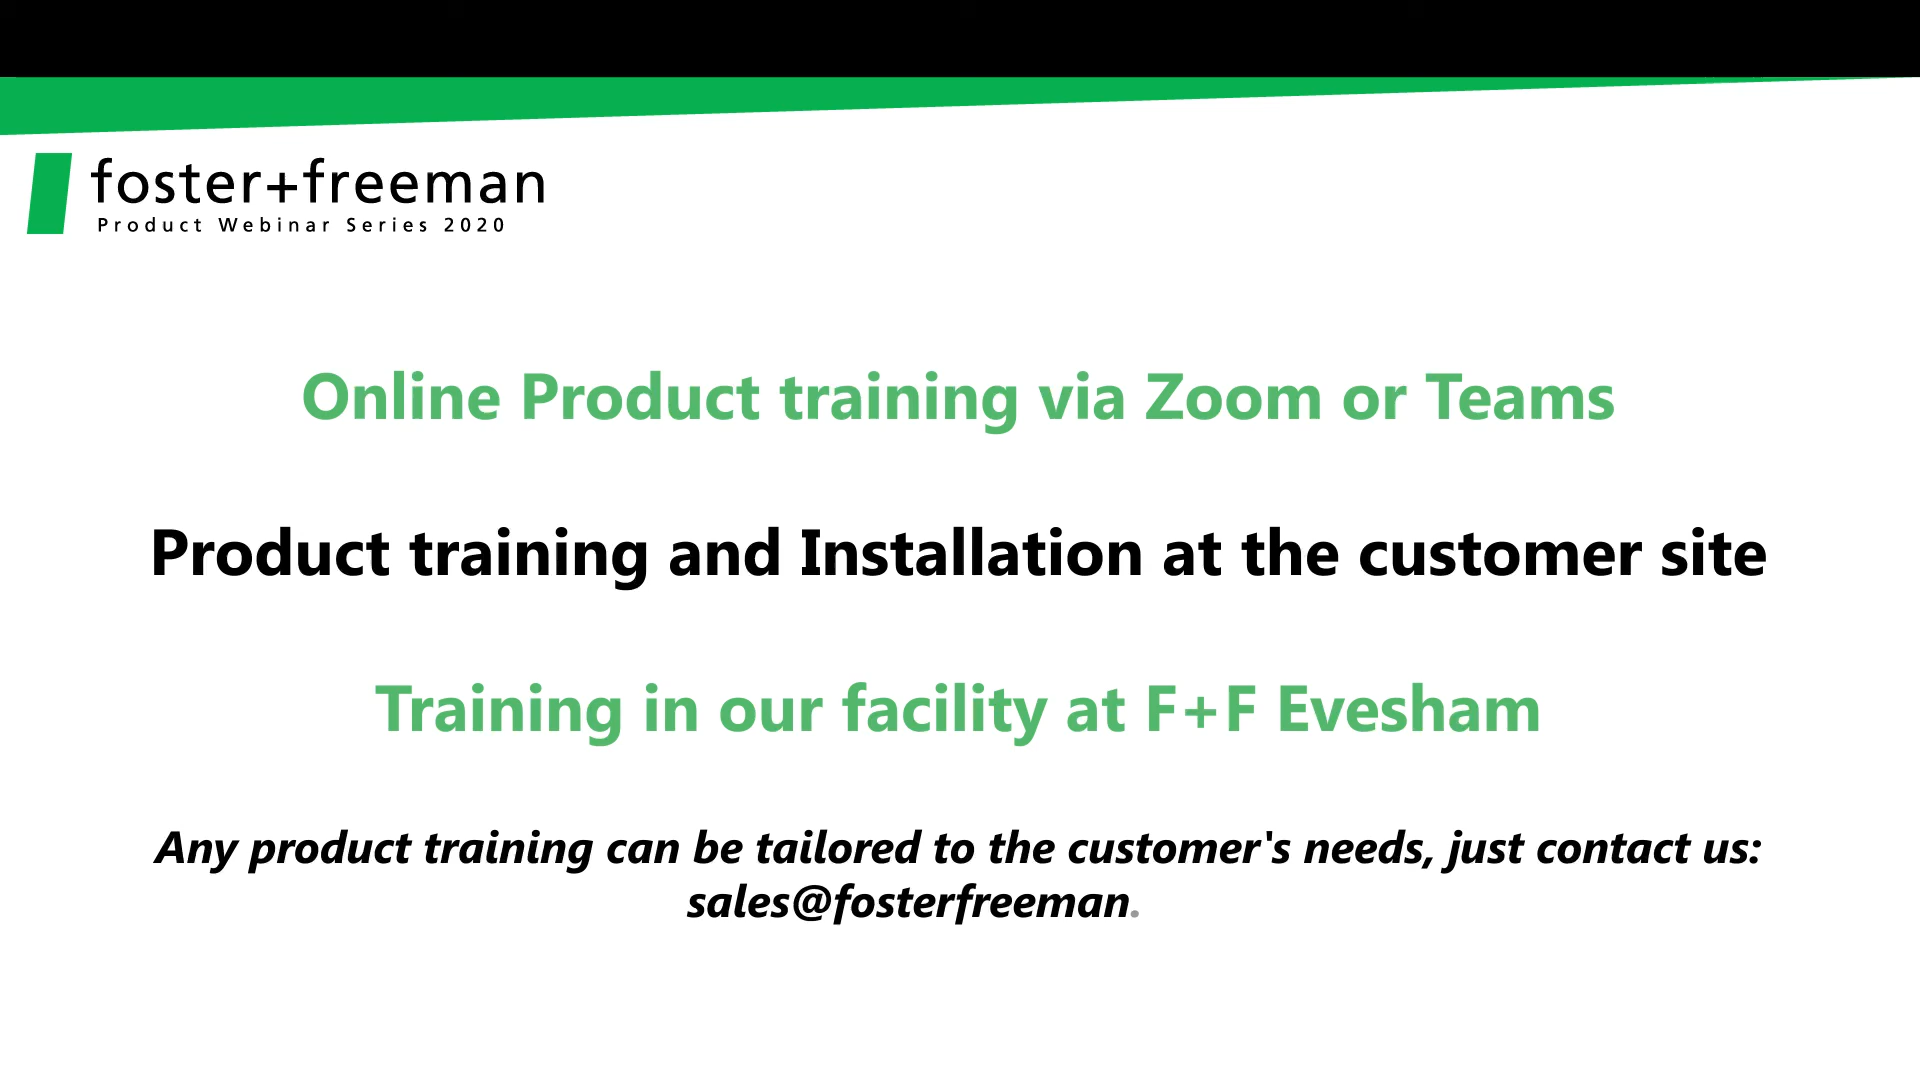 foster+freeman
Product Webinar Series 2020
Online Product training via Zoom or Teams
Product training and Installation at the customer site
Training in our facility at F+F Evesham
Any product training can be tailored to the customer's needs, just contact us:
sales@fosterfreeman.